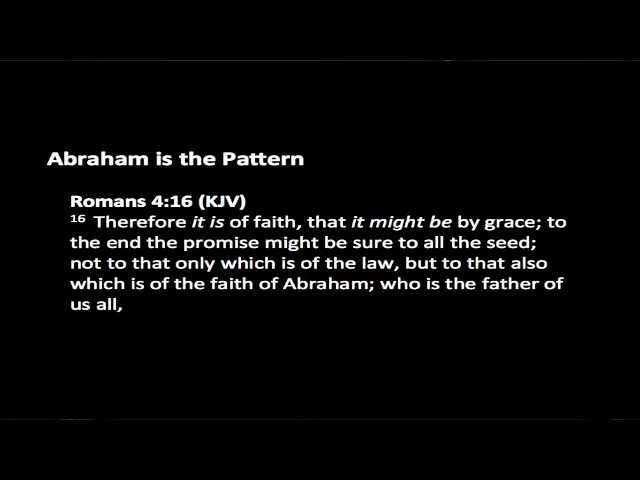 Abraham is the Pattern
Romans 4:16 (KJV)
16 Therefore it is of faith, that it might be by grace; to
the end the promise might be sure to all the seed;
not to that only which is of the law, but to that also
which is of the faith of Abraham; who is the father of
us all,